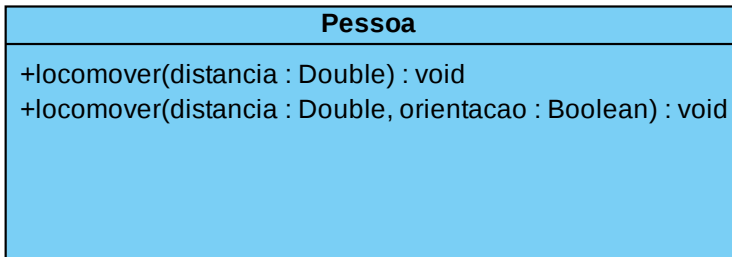 Pessoa
+locomover(distancia : Double) : void
+locomover(distancia : Double, orientacao : Boolean) : void